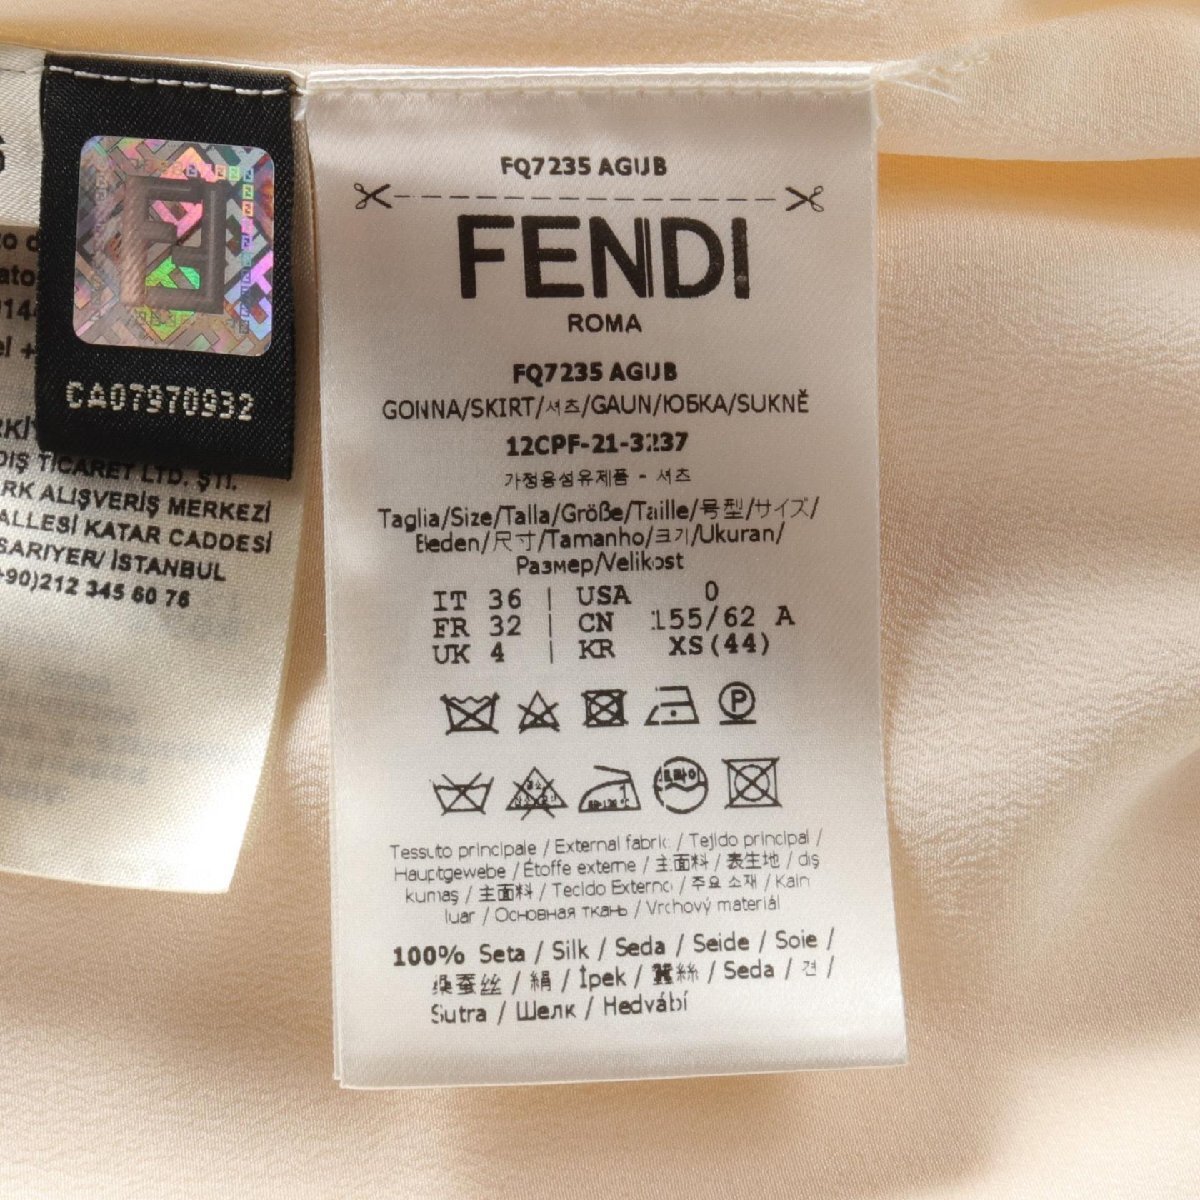 FQ7235 AGUB
FENDI
ROMA
FQ7235 AGUB
GONNA/SKIRT/셔츠/GAUN/ЮБКА/SUKNĚ
12CPF-21-3237
가정용섬유제품 - 셔츠
Taglia/Size/Talla/Größe/Taille/号型/サイズ/
Beden/尺寸/Tamanho/크기/Ukuran/
Размер/Velikost
IT 36 | USA 0
FR 32 | CN 155/62 A
UK 4 | KR XS(44)
P
드라이
Tessuto principale / External fabric / Tejido principal /
Hauptgewebe / Étoffe externe / 主面料 / 表生地 / dış
kumaş / 主面料 / Tecido Externo / 주요 소재 / Kain
luar / Основная ткань / Vrchový materiál
100% Seta / Silk / Seda / Seide / Soie /
桑蚕丝 / 絹 / İpek / 蠶絲 / Seda / 견 /
Sutra / Шелк / Hedvábí
CA07970932
6
914
TICARET LTD. ŞTİ.
ALIŞVERİŞ MERKEZİ
KATAR CADDESİ
SARIYER/ İSTANBUL
+90)212 345 60 76